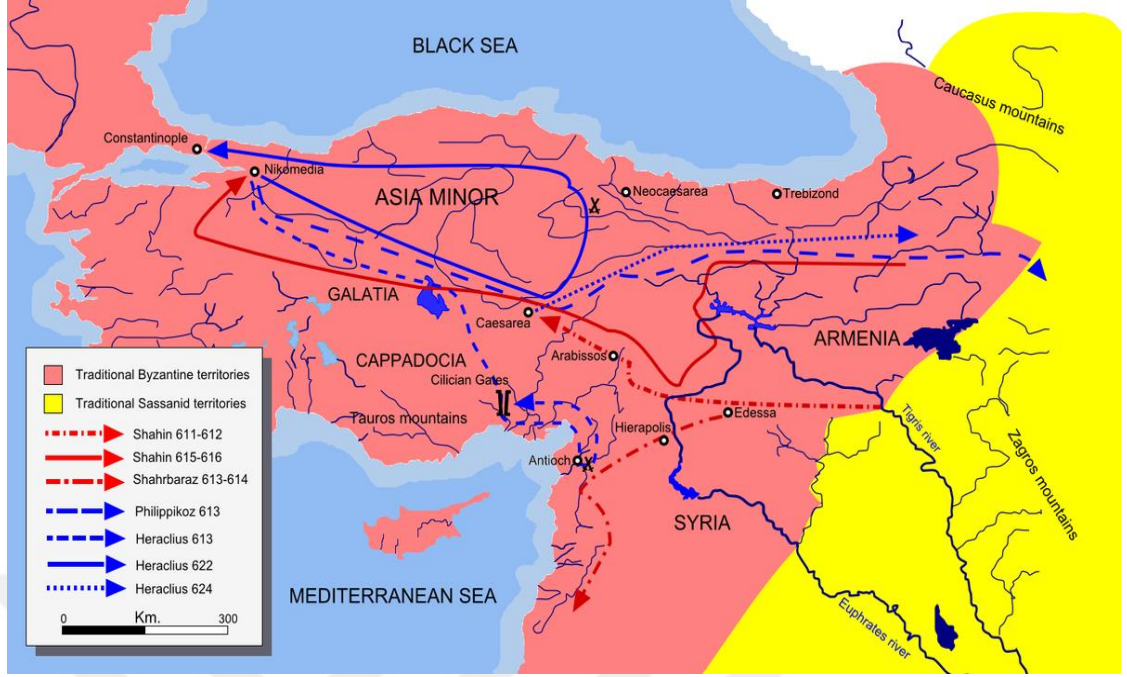 BLACK SEA
Caucasus mountains
Constantinople
Nikomedia
ASIA MINOR
Neocaesarea
Trebizond
GALATIA
Caesarea
ARMENIA
CAPPADOCIA
Arabissos
Cilician Gates
Tauros mountains
Edessa
Hierapolis
Tigris river
Zagros mountains
Antioch
SYRIA
MEDITERRANEAN SEA
Euphrates river
Traditional Byzantine territories
Traditional Sassanid territories
Shahin 611-612
Shahin 615-616
Shahrbaraz 613-614
Philippikoz 613
Heraclius 613
Heraclius 622
Heraclius 624
0 Km. 300